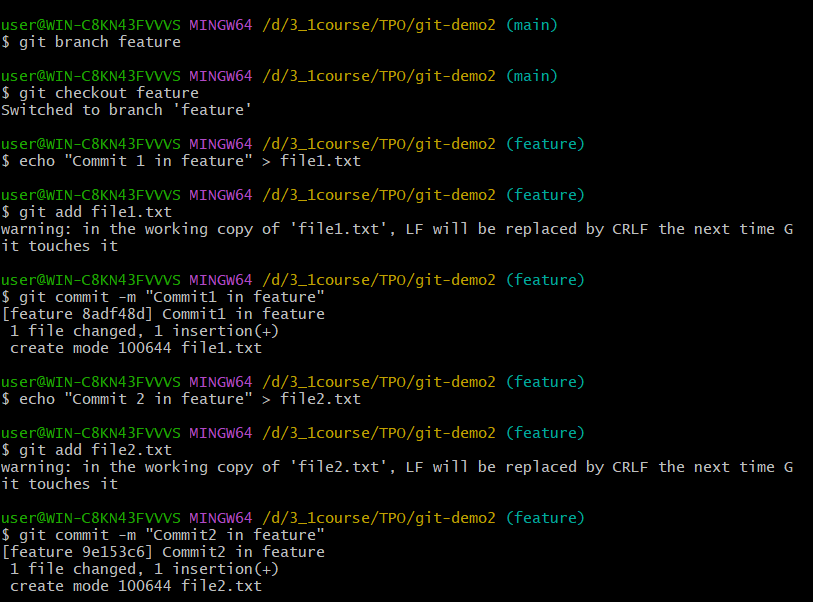 user@WIN-C8KN43FVVVS MINGW64 /d/3_1course/TPO/git-demo2 (main)
$ git branch feature
user@WIN-C8KN43FVVVS MINGW64 /d/3_1course/TPO/git-demo2 (main)
$ git checkout feature
Switched to branch 'feature'
user@WIN-C8KN43FVVVS MINGW64 /d/3_1course/TPO/git-demo2 (feature)
$ echo "Commit 1 in feature" > file1.txt
user@WIN-C8KN43FVVVS MINGW64 /d/3_1course/TPO/git-demo2 (feature)
$ git add file1.txt
warning: in the working copy of 'file1.txt', LF will be replaced by CRLF the next time G
it touches it
user@WIN-C8KN43FVVVS MINGW64 /d/3_1course/TPO/git-demo2 (feature)
$ git commit -m "Commit1 in feature"
[feature 8adf48d] Commit1 in feature
 1 file changed, 1 insertion(+)
 create mode 100644 file1.txt
user@WIN-C8KN43FVVVS MINGW64 /d/3_1course/TPO/git-demo2 (feature)
$ echo "Commit 2 in feature" > file2.txt
user@WIN-C8KN43FVVVS MINGW64 /d/3_1course/TPO/git-demo2 (feature)
$ git add file2.txt
warning: in the working copy of 'file2.txt', LF will be replaced by CRLF the next time G
it touches it
user@WIN-C8KN43FVVVS MINGW64 /d/3_1course/TPO/git-demo2 (feature)
$ git commit -m "Commit2 in feature"
[feature 9e153c6] Commit2 in feature
 1 file changed, 1 insertion(+)
 create mode 100644 file2.txt